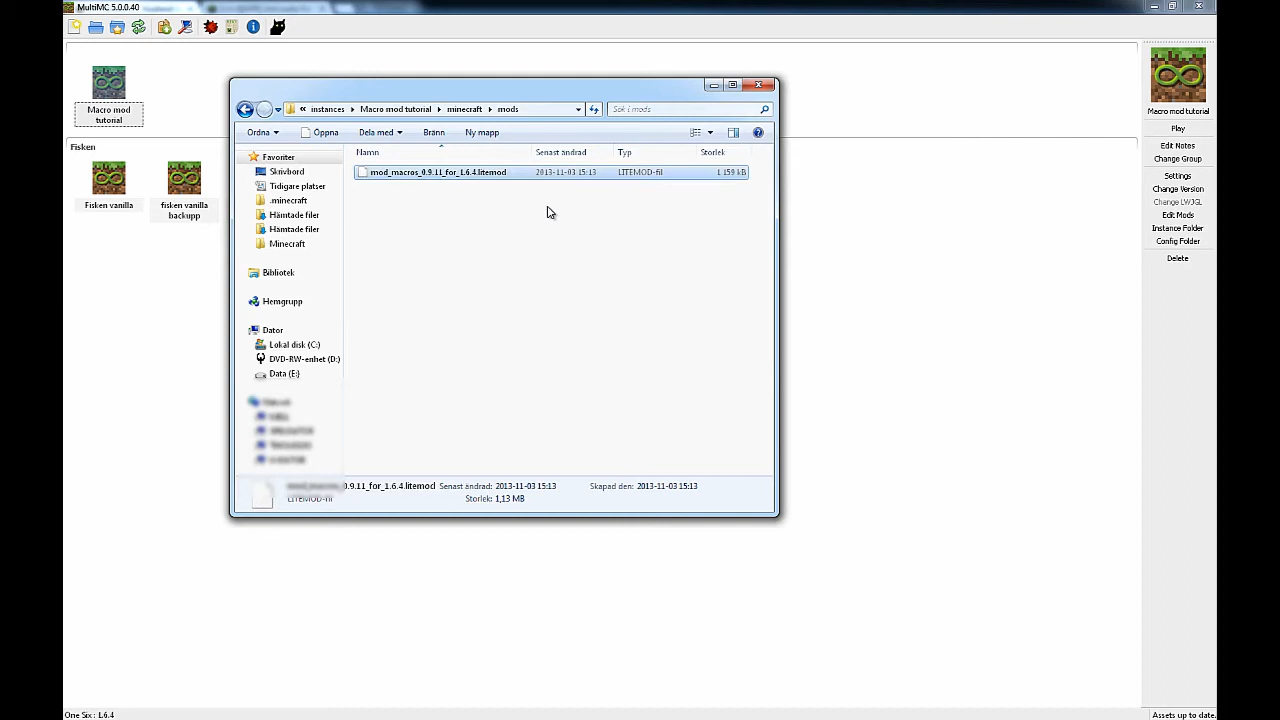 MultiMC 5.0.0.40
Macro mod
tutorial
Fisken
Fisken vanilla
fisken vanilla
backupp
« instances Macro mod tutorial minecraft mods
Sök i mods
Ordna Öppna Dela med Bränn Ny mapp
Namn Senast ändrad Typ Storlek
mod_macros_0.9.11_for_1.6.4.litemod 2013-11-03 15:13 LITEMOD-fil 1 159 kB
Favoriter
Skrivbord
Tidigare platser
.minecraft
Hämtade filer
Hämtade filer
Minecraft
Bibliotek
Hemgrupp
Dator
Lokal disk (C:)
DVD-RW-enhet (D:)
Data (E:)
mod_macros_0.9.11_for_1.6.4.litemod Senast ändrad: 2013-11-03 15:13 Skapad den: 2013-11-03 15:13
LITEMOD-fil Storlek: 1,13 MB
Macro mod tutorial
Play
Edit Notes
Change Group
Settings
Change Version
Change LWJGL
Edit Mods
Instance Folder
Config Folder
Delete
One Six : 1.6.4
Assets up to date.